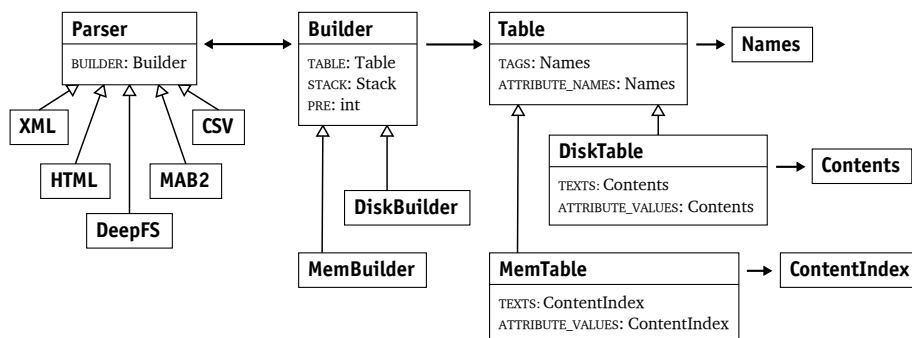 Parser
BUILDER: Builder
Builder
TABLE: Table
STACK: Stack
PRE: int
Table
TAGS: Names
ATTRIBUTE_NAMES: Names
Names
XML
CSV
HTML
MAB2
DeepFS
DiskBuilder
MemBuilder
DiskTable
TEXTS: Contents
ATTRIBUTE_VALUES: Contents
Contents
MemTable
TEXTS: ContentIndex
ATTRIBUTE_VALUES: ContentIndex
ContentIndex